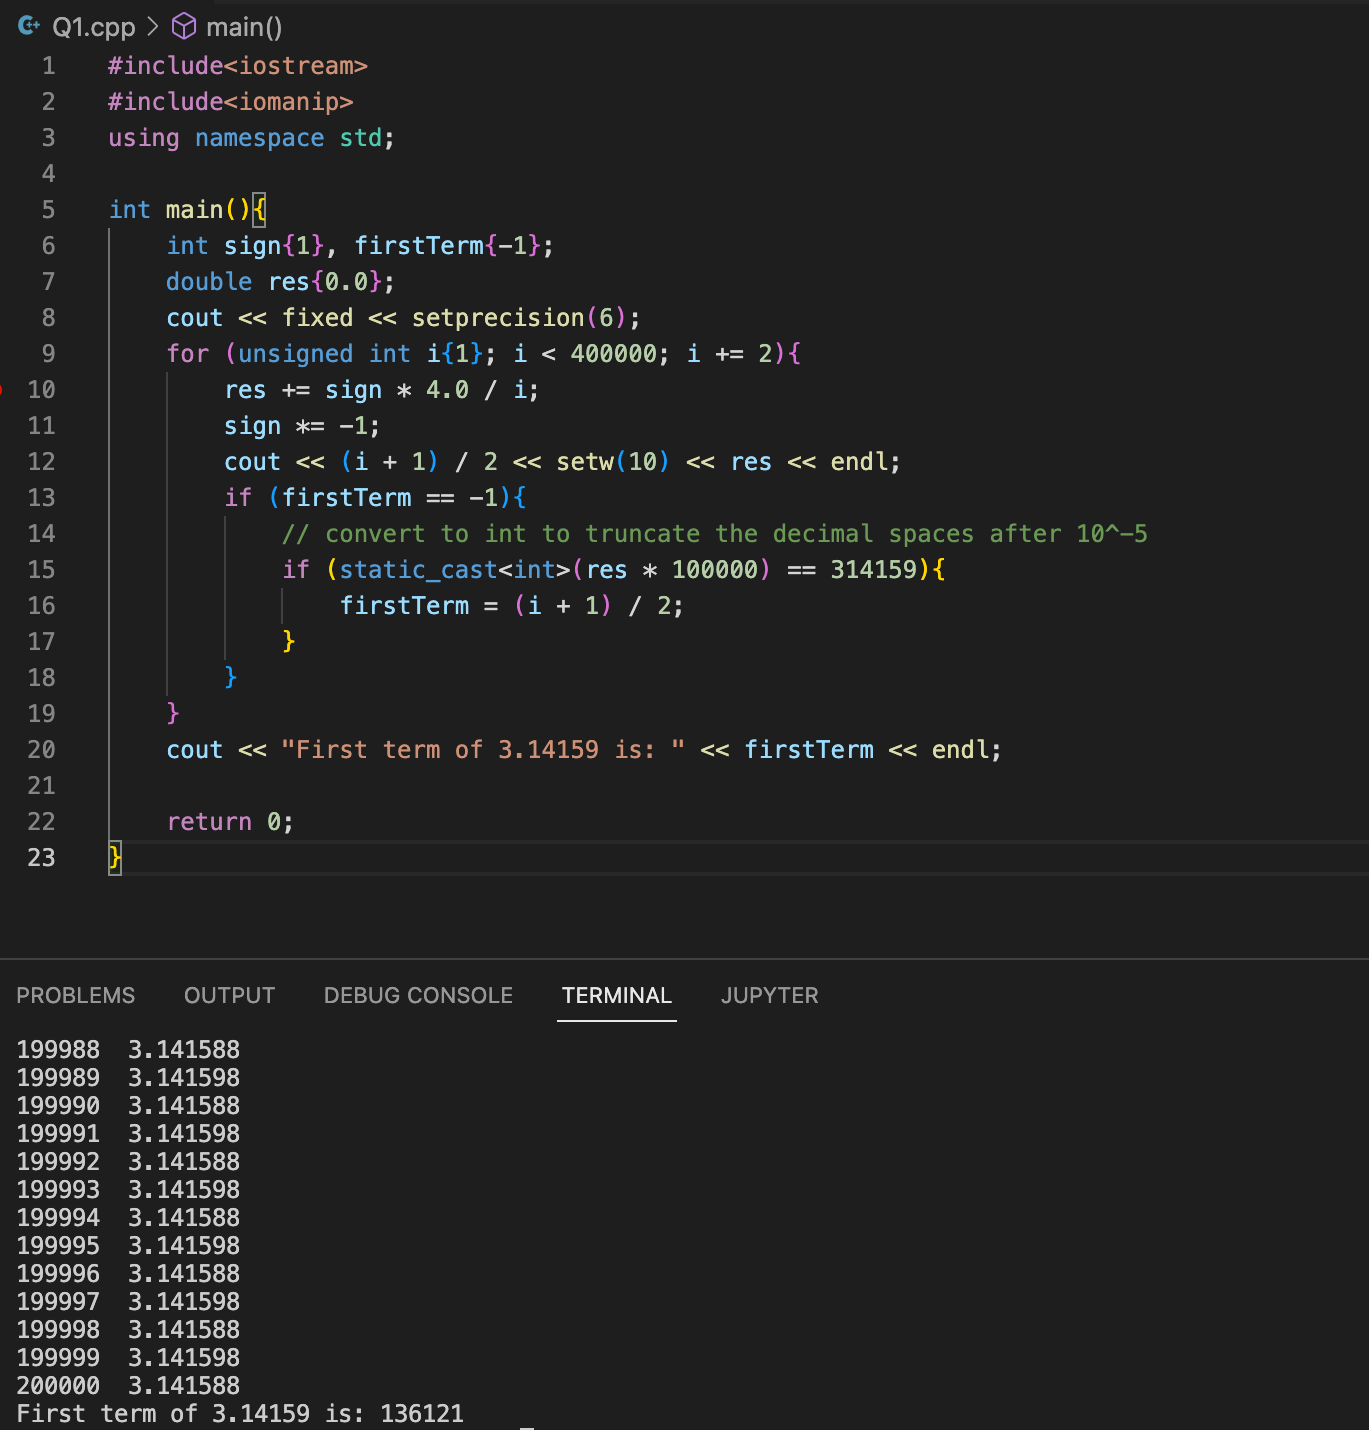 Q1.cpp > main()
1 #include<iostream>
2 #include<iomanip>
3 using namespace std;
4
5 int main(){
6     int sign{1}, firstTerm{-1};
7     double res{0.0};
8     cout << fixed << setprecision(6);
9     for (unsigned int i{1}; i < 400000; i += 2){
10         res += sign * 4.0 / i;
11         sign *= -1;
12         cout << (i + 1) / 2 << setw(10) << res << endl;
13         if (firstTerm == -1){
14             // convert to int to truncate the decimal spaces after 10^-5
15             if (static_cast<int>(res * 100000) == 314159){
16                 firstTerm = (i + 1) / 2;
17             }
18         }
19     }
20     cout << "First term of 3.14159 is: " << firstTerm << endl;
21
22     return 0;
23 }
PROBLEMS OUTPUT DEBUG CONSOLE TERMINAL JUPYTER
199988  3.141588
199989  3.141598
199990  3.141588
199991  3.141598
199992  3.141588
199993  3.141598
199994  3.141588
199995  3.141598
199996  3.141588
199997  3.141598
199998  3.141588
199999  3.141598
200000  3.141588
First term of 3.14159 is: 136121